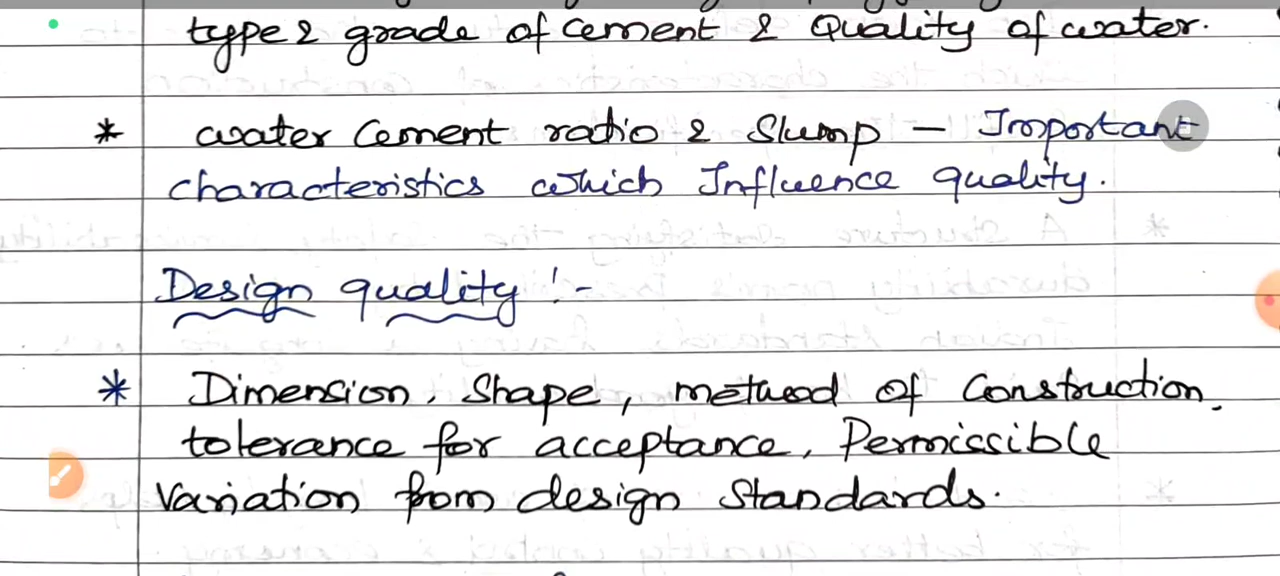 type & grade of cement & Quality of water.
* water Cement ratio & Slump - Important
characteristics which Influence quality.
Design quality :-
* Dimension, Shape, method of Construction,
tolerance for acceptance, Permissible
Variation from design Standards.